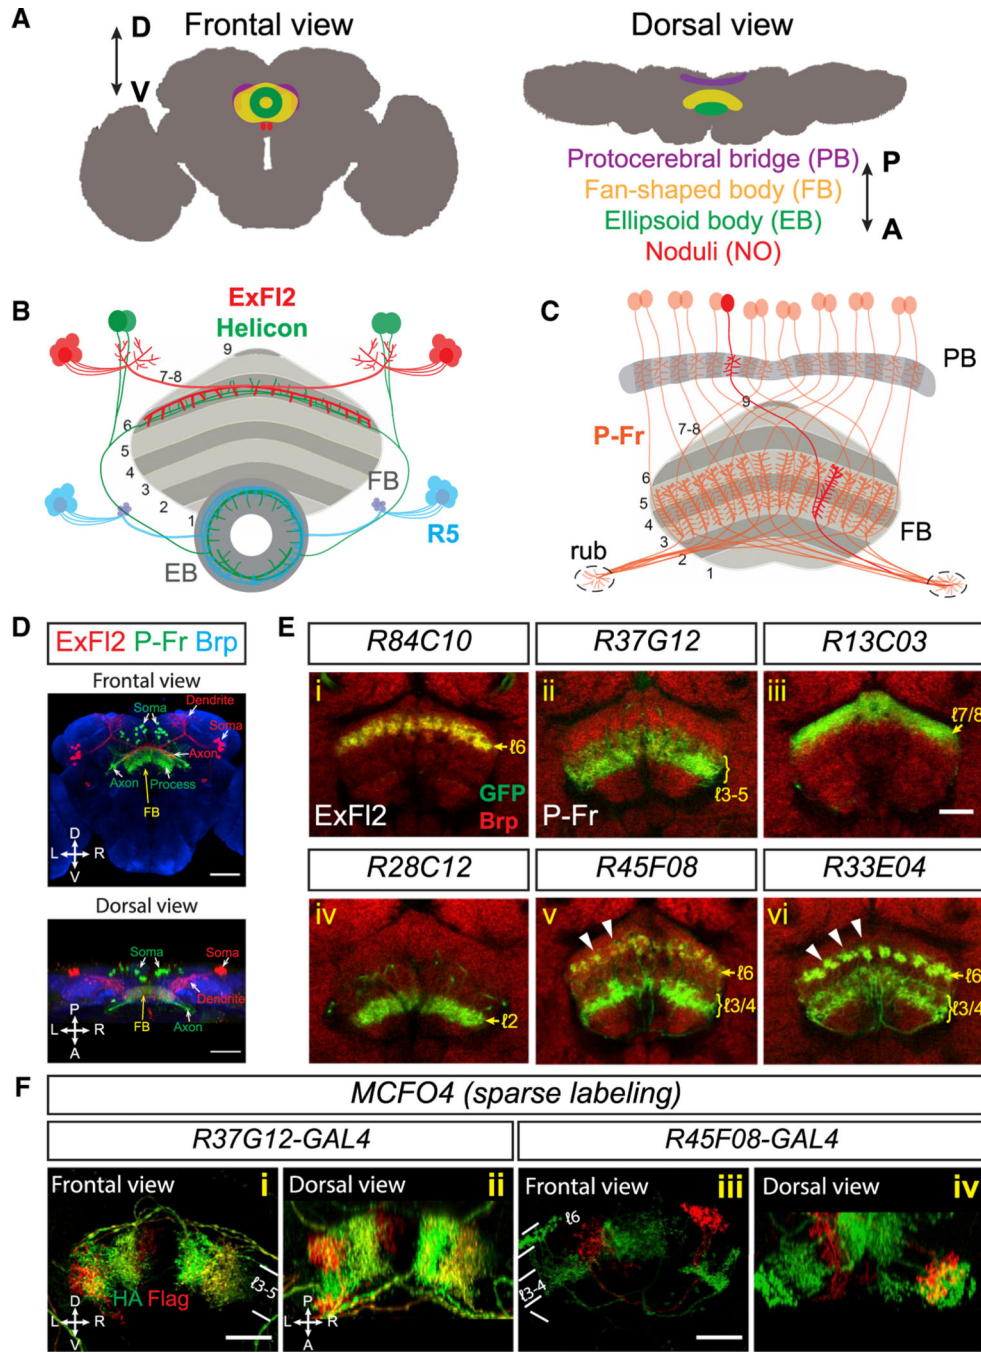 A
D
V
Frontal view
Dorsal view
Protocerebral bridge (PB)
Fan-shaped body (FB)
Ellipsoid body (EB)
Noduli (NO)
P
A
B
ExFl2
Helicon
9
7-8
6
5
4
3
2
1
FB
R5
EB
C
PB
9
7-8
P-Fr
6
5
4
3
2
1
FB
rub
D
ExFl2 P-Fr Brp
Frontal view
Dendrite
Soma
Soma
Axon
Axon
Process
FB
D
L R
V
Dorsal view
Soma
Soma
Dendrite
FB
Axon
P
L R
A
E
R84C10
R37G12
R13C03
i
ℓ6
GFP
Brp
ExFl2
ii
ℓ3-5
P-Fr
iii
ℓ7/8
R28C12
R45F08
R33E04
iv
ℓ2
v
ℓ6
ℓ3/4
vi
ℓ6
ℓ3/4
F
MCFO4 (sparse labeling)
R37G12-GAL4
R45F08-GAL4
Frontal view
i
ℓ3-5
HA Flag
D
L R
V
Dorsal view
ii
P
L R
A
Frontal view
iii
ℓ6
ℓ3-4
Dorsal view
iv